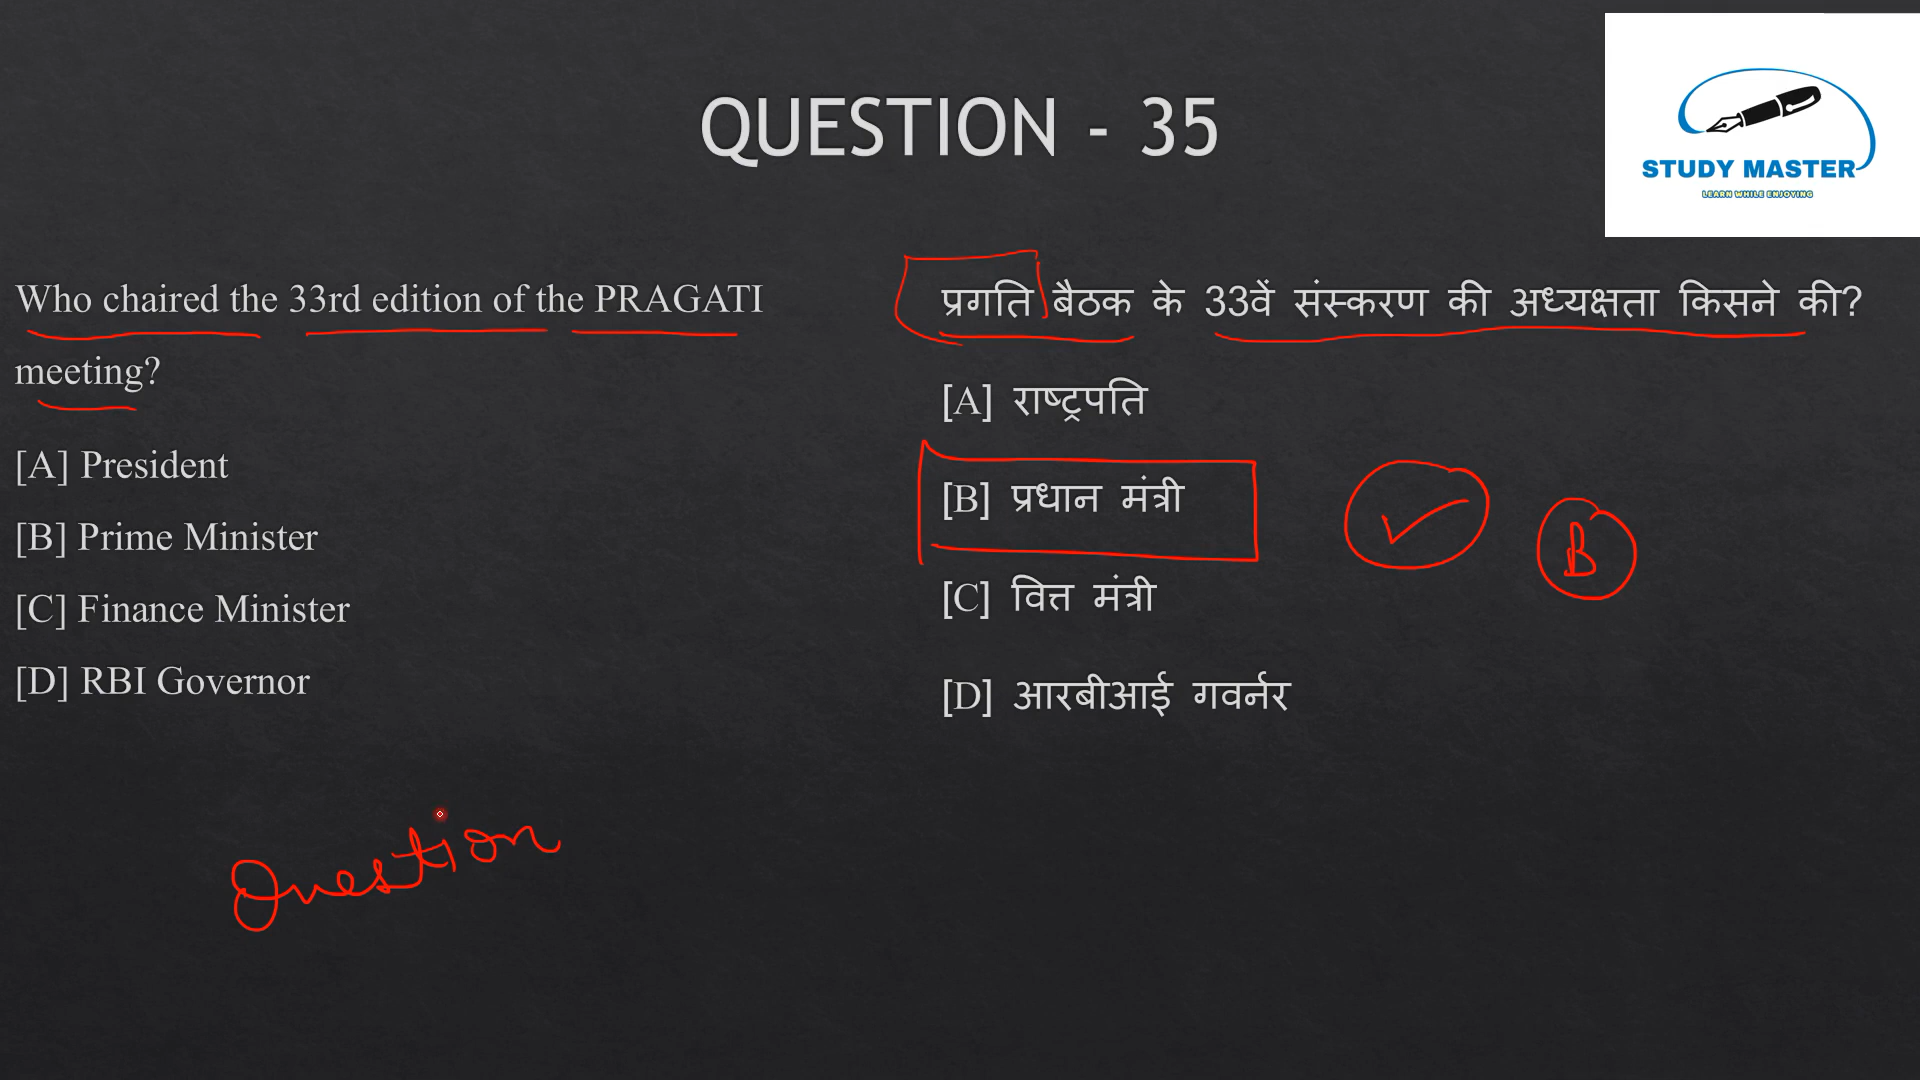 QUESTION - 35
STUDY MASTER
LEARN WHILE ENJOYING
Who chaired the 33rd edition of the PRAGATI
meeting?
[A] President
[B] Prime Minister
[C] Finance Minister
[D] RBI Governor
प्रगति बैठक के 33वें संस्करण की अध्यक्षता किसने की?
[A] राष्ट्रपति
[B] प्रधान मंत्री
[C] वित्त मंत्री
[D] आरबीआई गवर्नर
B
Question